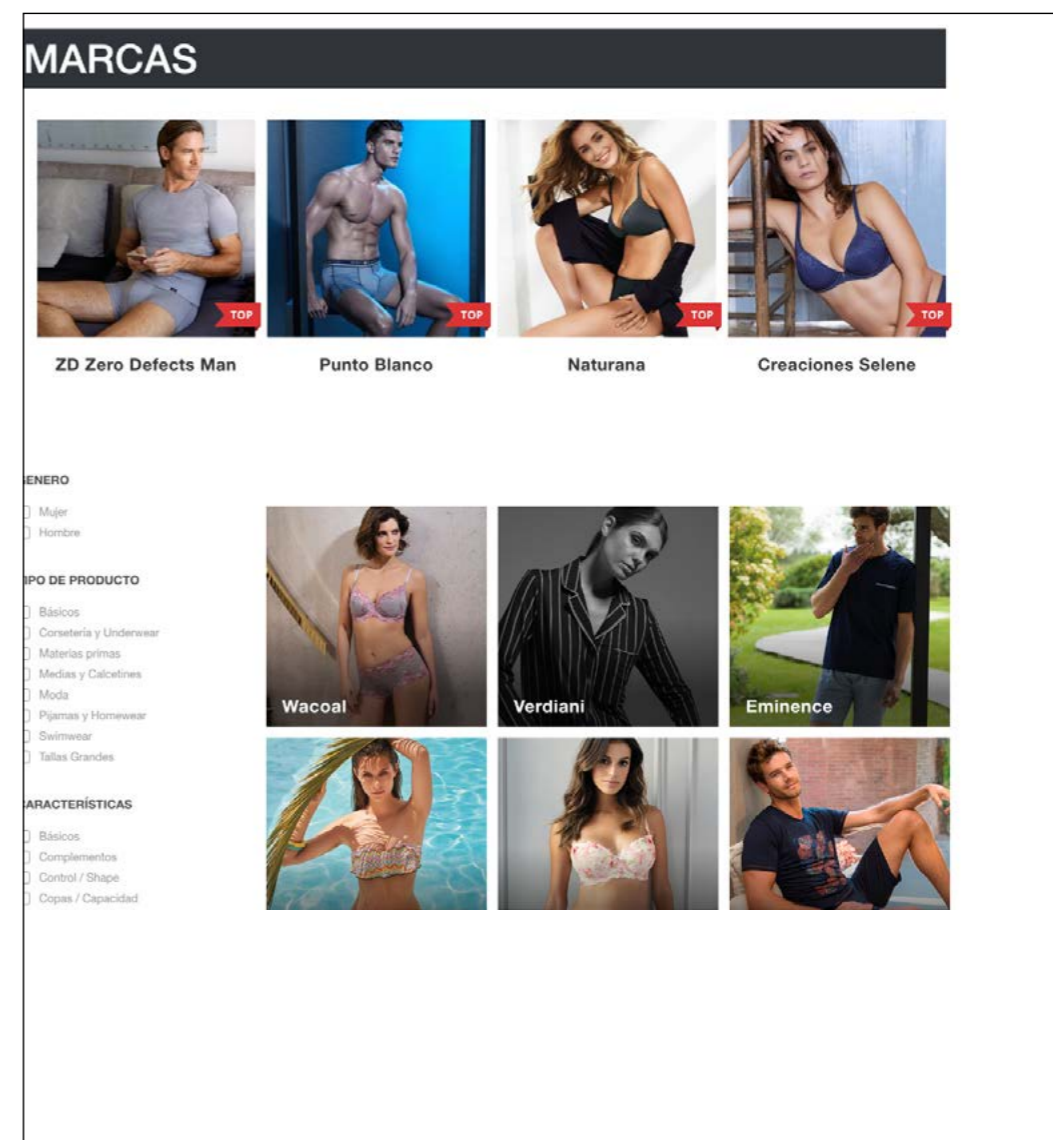 MARCAS
TOP
TOP
TOP
TOP
ZD Zero Defects Man
Punto Blanco
Naturana
Creaciones Selene
ENERO
Mujer
Hombre
IPO DE PRODUCTO
Básicos
Corsetería y Underwear
Materias primas
Medias y Calcetines
Moda
Pijamas y Homewear
Swimwear
Tallas Grandes
ARACTERÍSTICAS
Básicos
Complementos
Control / Shape
Copas / Capacidad
Wacoal
Verdiani
Eminence